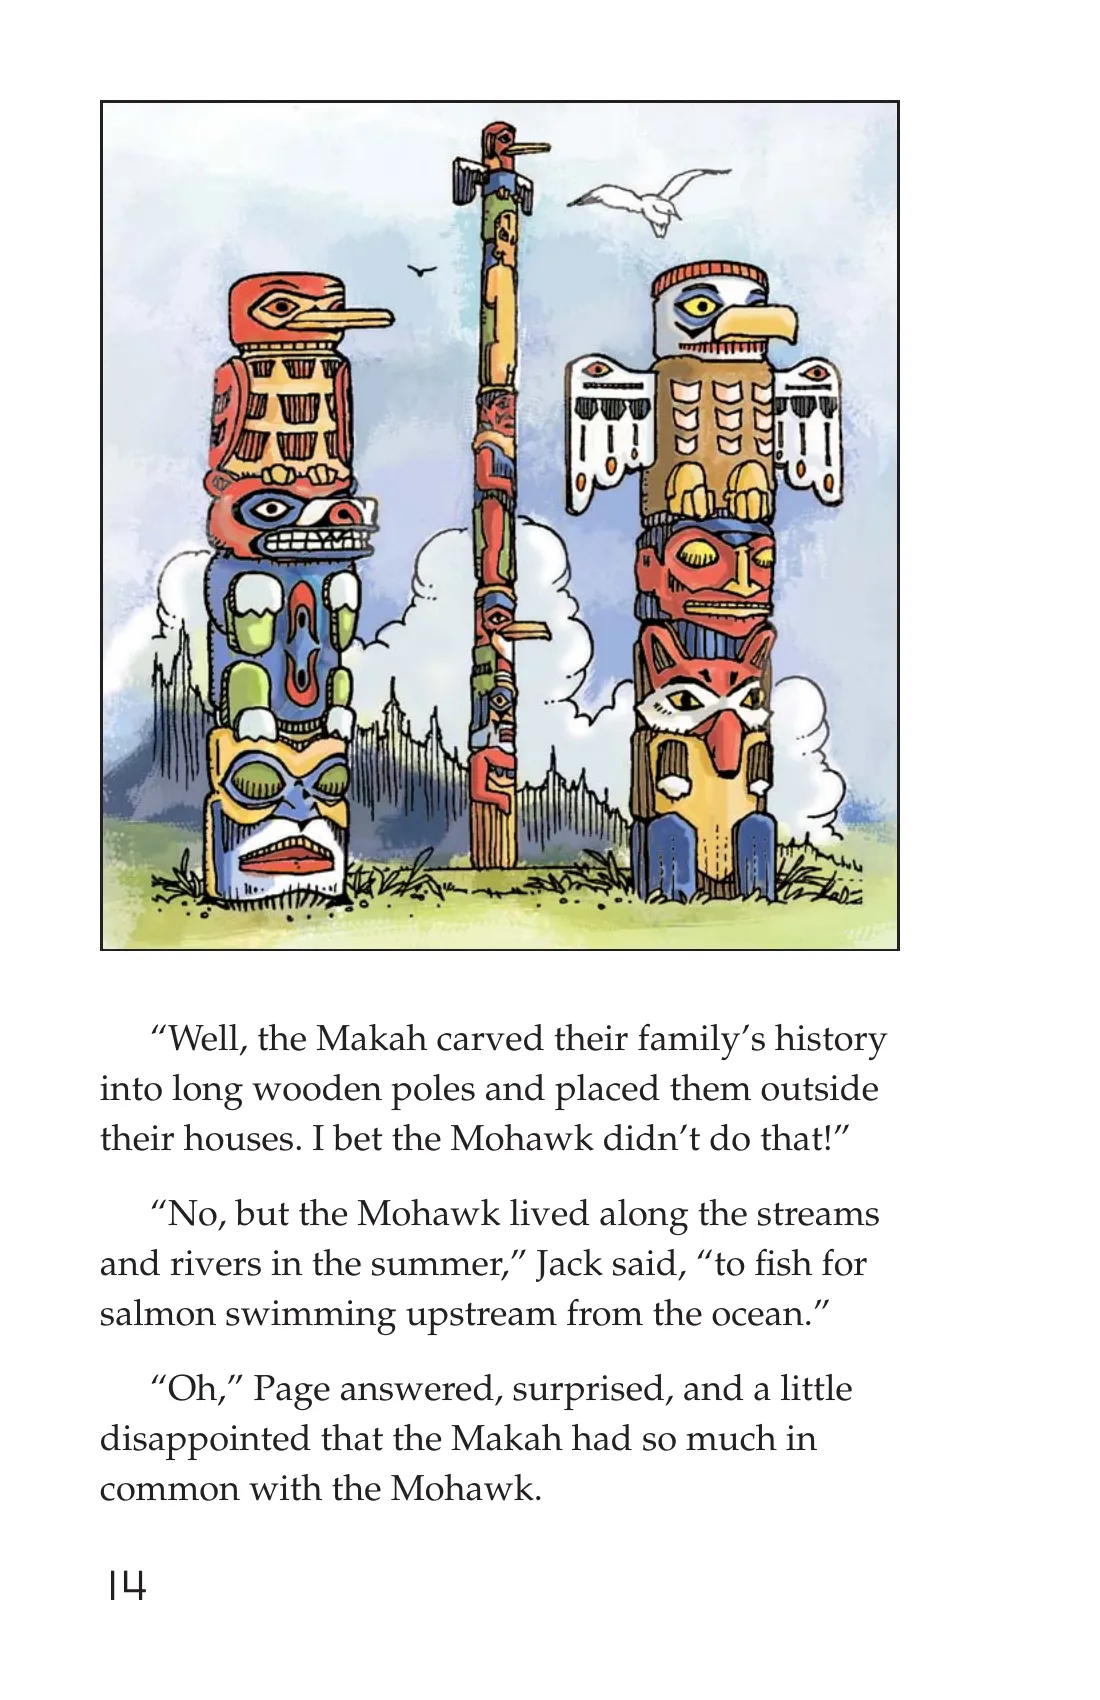 “Well, the Makah carved their family’s history
into long wooden poles and placed them outside
their houses. I bet the Mohawk didn’t do that!”
“No, but the Mohawk lived along the streams
and rivers in the summer,” Jack said, “to fish for
salmon swimming upstream from the ocean.”
“Oh,” Page answered, surprised, and a little
disappointed that the Makah had so much in
common with the Mohawk.
14